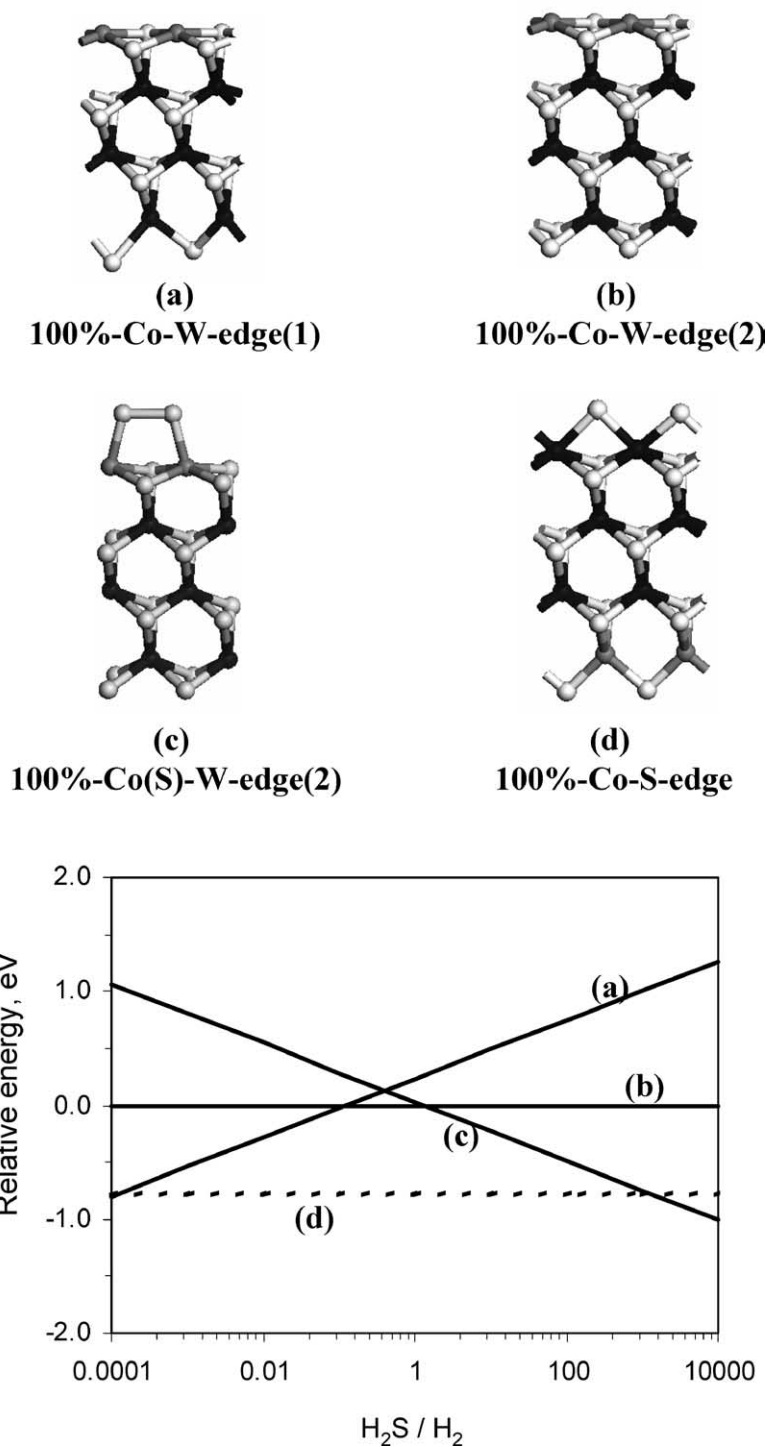 (a)
100%-Co-W-edge(1)
(b)
100%-Co-W-edge(2)
(c)
100%-Co(S)-W-edge(2)
(d)
100%-Co-S-edge
2.0
1.0
0.0
-1.0
-2.0
Relative energy, eV
(a)
(b)
(c)
(d)
0.0001
0.01
1
100
10000
H₂S / H₂